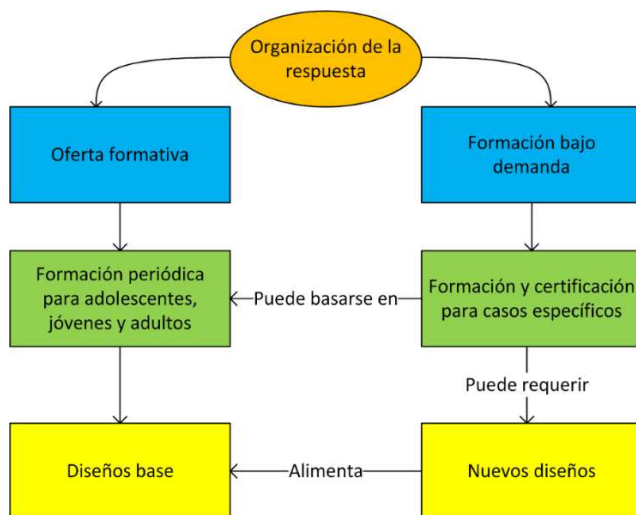 Organización de la
respuesta
Oferta formativa
Formación bajo
demanda
Formación periódica
para adolescentes,
jóvenes y adultos
Puede basarse en
Formación y certificación
para casos específicos
Puede requerir
Diseños base
Alimenta
Nuevos diseños